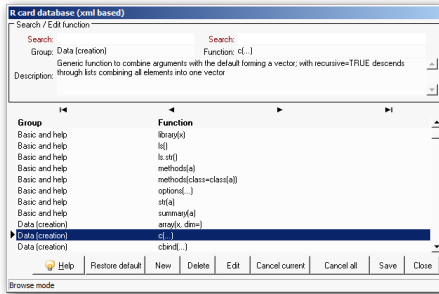 R card database (xml based)
Search / Edit function
Search: Search:
Group: Data (creation) Function: c(...)
Description: Generic function to combine arguments with the default forming a vector; with recursive=TRUE descends
through lists combining all elements into one vector
Group Function
Basic and help library(x)
Basic and help ls()
Basic and help ls.str()
Basic and help methods(a)
Basic and help methods(class=class(a))
Basic and help options(...)
Basic and help str(a)
Basic and help summary(a)
Data (creation) array(x, dim=)
Data (creation) c(...)
Data (creation) cbind(...)
Help Restore default New Delete Edit Cancel current Cancel all Save Close
Browse mode